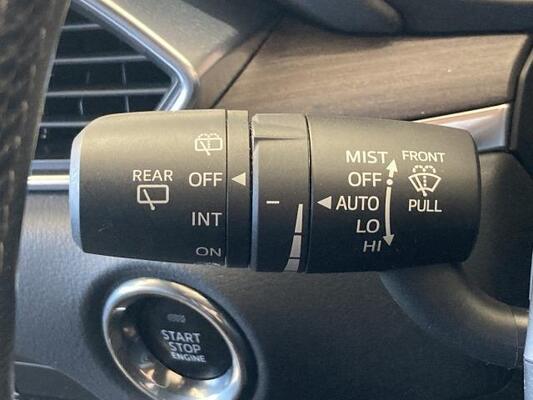 REAR
OFF
INT
ON
MIST
OFF
AUTO
LO
HI
FRONT
PULL
START
STOP
ENGINE